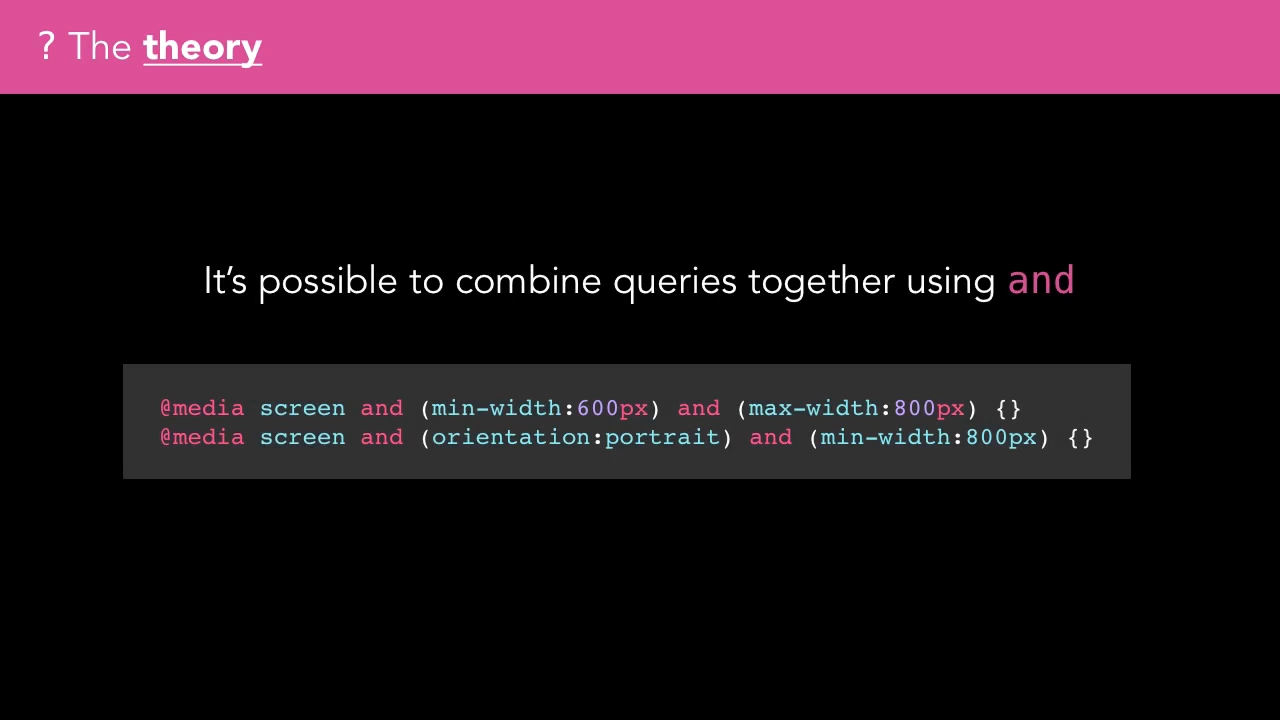 ? The theory
It’s possible to combine queries together using and
@media screen and (min-width:600px) and (max-width:800px) {}
@media screen and (orientation:portrait) and (min-width:800px) {}